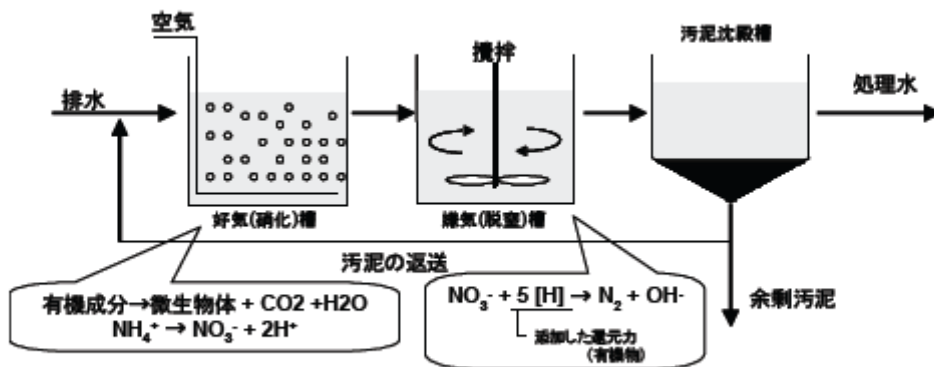 空気
攪拌
汚泥沈殿槽
排水
処理水
好気(硝化)槽
嫌気(脱窒)槽
汚泥の返送
有機成分→微生物体 + CO2 +H2O
NH₄⁺ → NO₃⁻ + 2H⁺
NO₃⁻ + 5 [H] → N₂ + OH-
添加した還元力
(有機物)
余剰汚泥